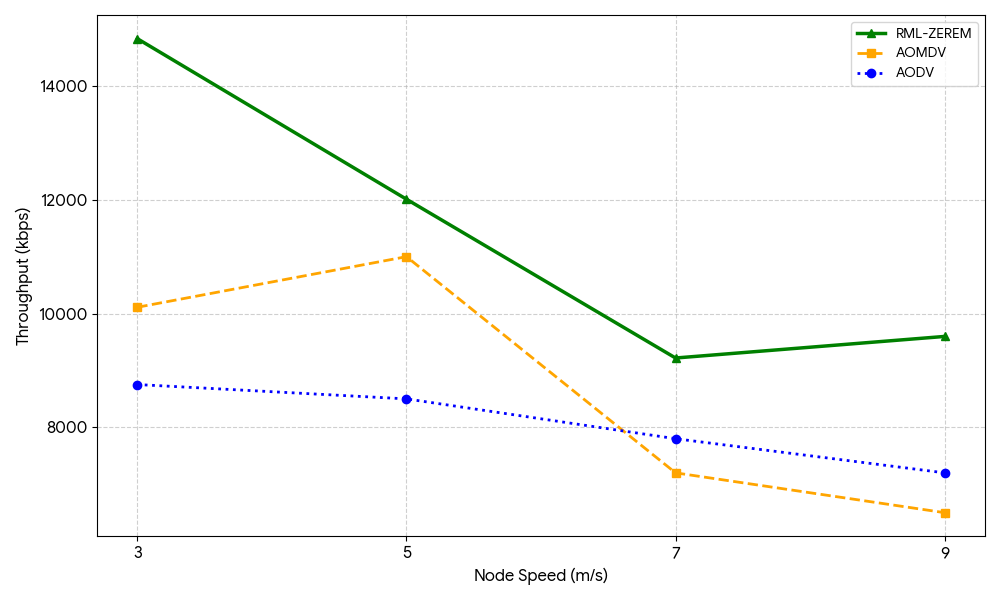 RML-ZEREM
AOMDV
AODV
14000
12000
10000
8000
Throughput (kbps)
3
5
7
9
Node Speed (m/s)